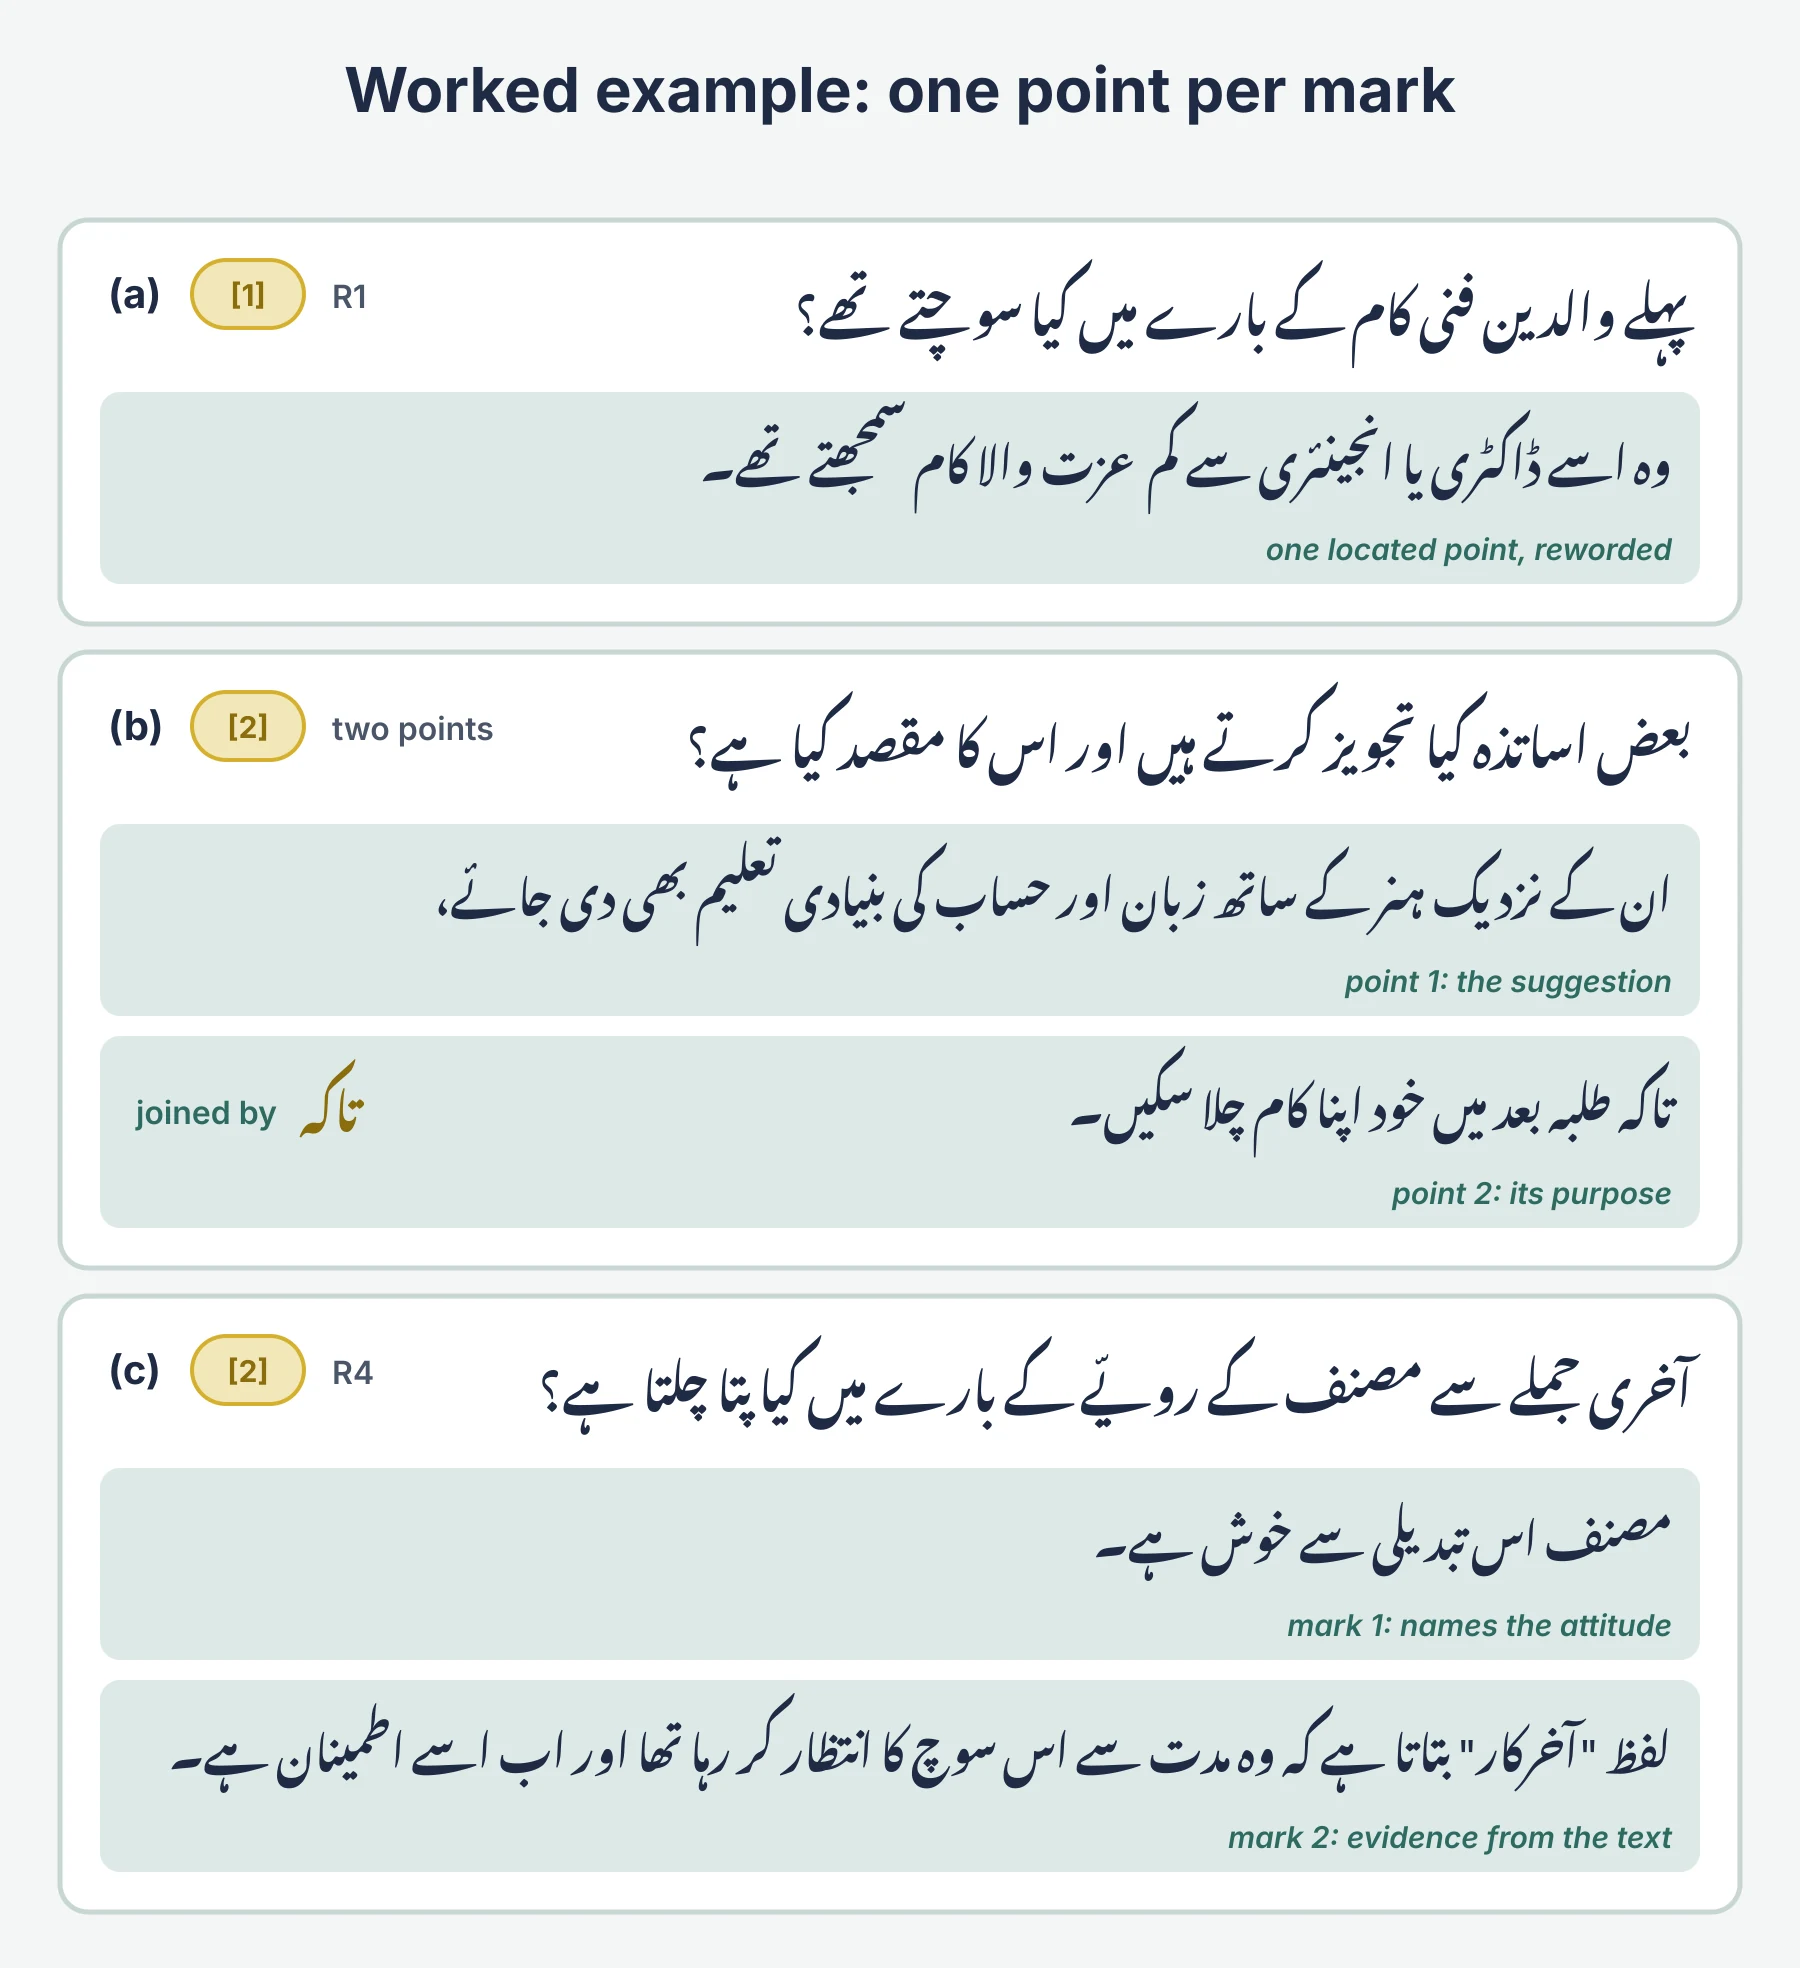 Worked example: one point per mark
(a) [1] R1 پہلے والدین فنی کام کے بارے میں کیا سوچتے تھے؟
وہ اسے ڈاکٹری یا انجینئری سے کم عزت والا کام سمجھتے تھے۔
one located point, reworded
(b) [2] two points بعض اساتذہ کیا تجویز کرتے ہیں اور اس کا مقصد کیا ہے؟
ان کے نزدیک ہنر کے ساتھ زبان اور حساب کی بنیادی تعلیم بھی دی جائے،
point 1: the suggestion
تاکہ طلبہ بعد میں خود اپنا کام چلا سکیں۔ joined by تاکہ
point 2: its purpose
(c) [2] R4 آخری جملے سے مصنف کے رویّے کے بارے میں کیا پتا چلتا ہے؟
مصنف اس تبدیلی سے خوش ہے۔
mark 1: names the attitude
لفظ "آخرکار" بتاتا ہے کہ وہ مدت سے اس سوچ کا انتظار کر رہا تھا اور اب اسے اطمینان ہے۔
mark 2: evidence from the text